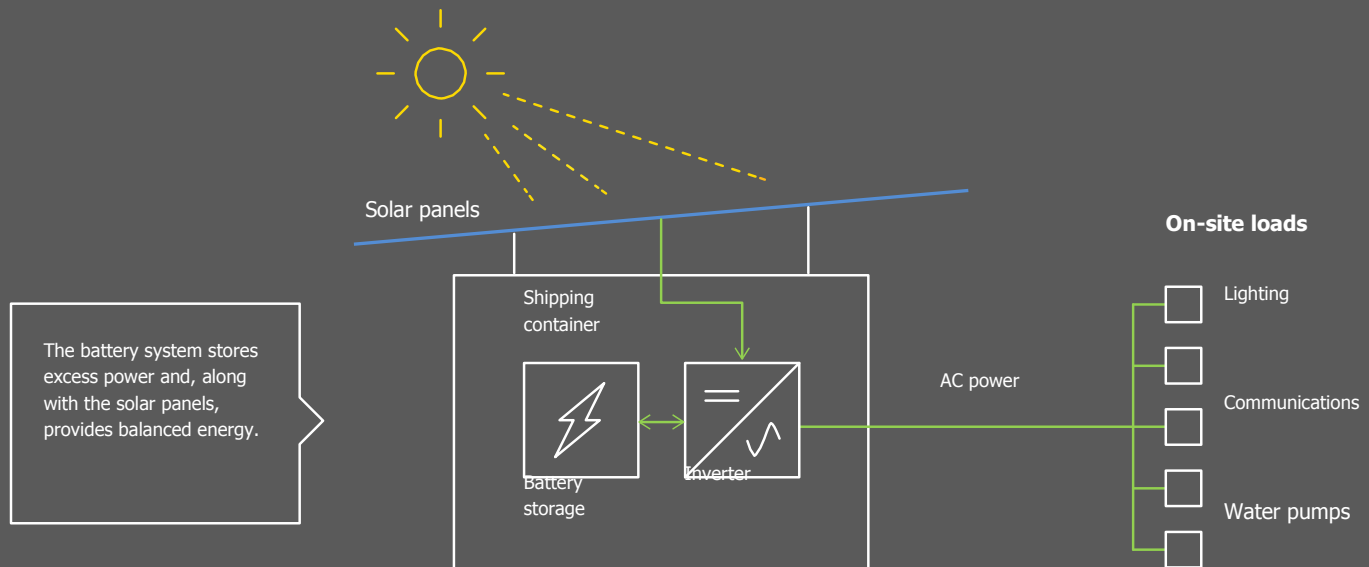 Solar panels
On-site loads
Shipping
container
Lighting
The battery system stores
excess power and, along
with the solar panels,
provides balanced energy.
AC power
Communications
Inverter
Battery
storage
Water pumps